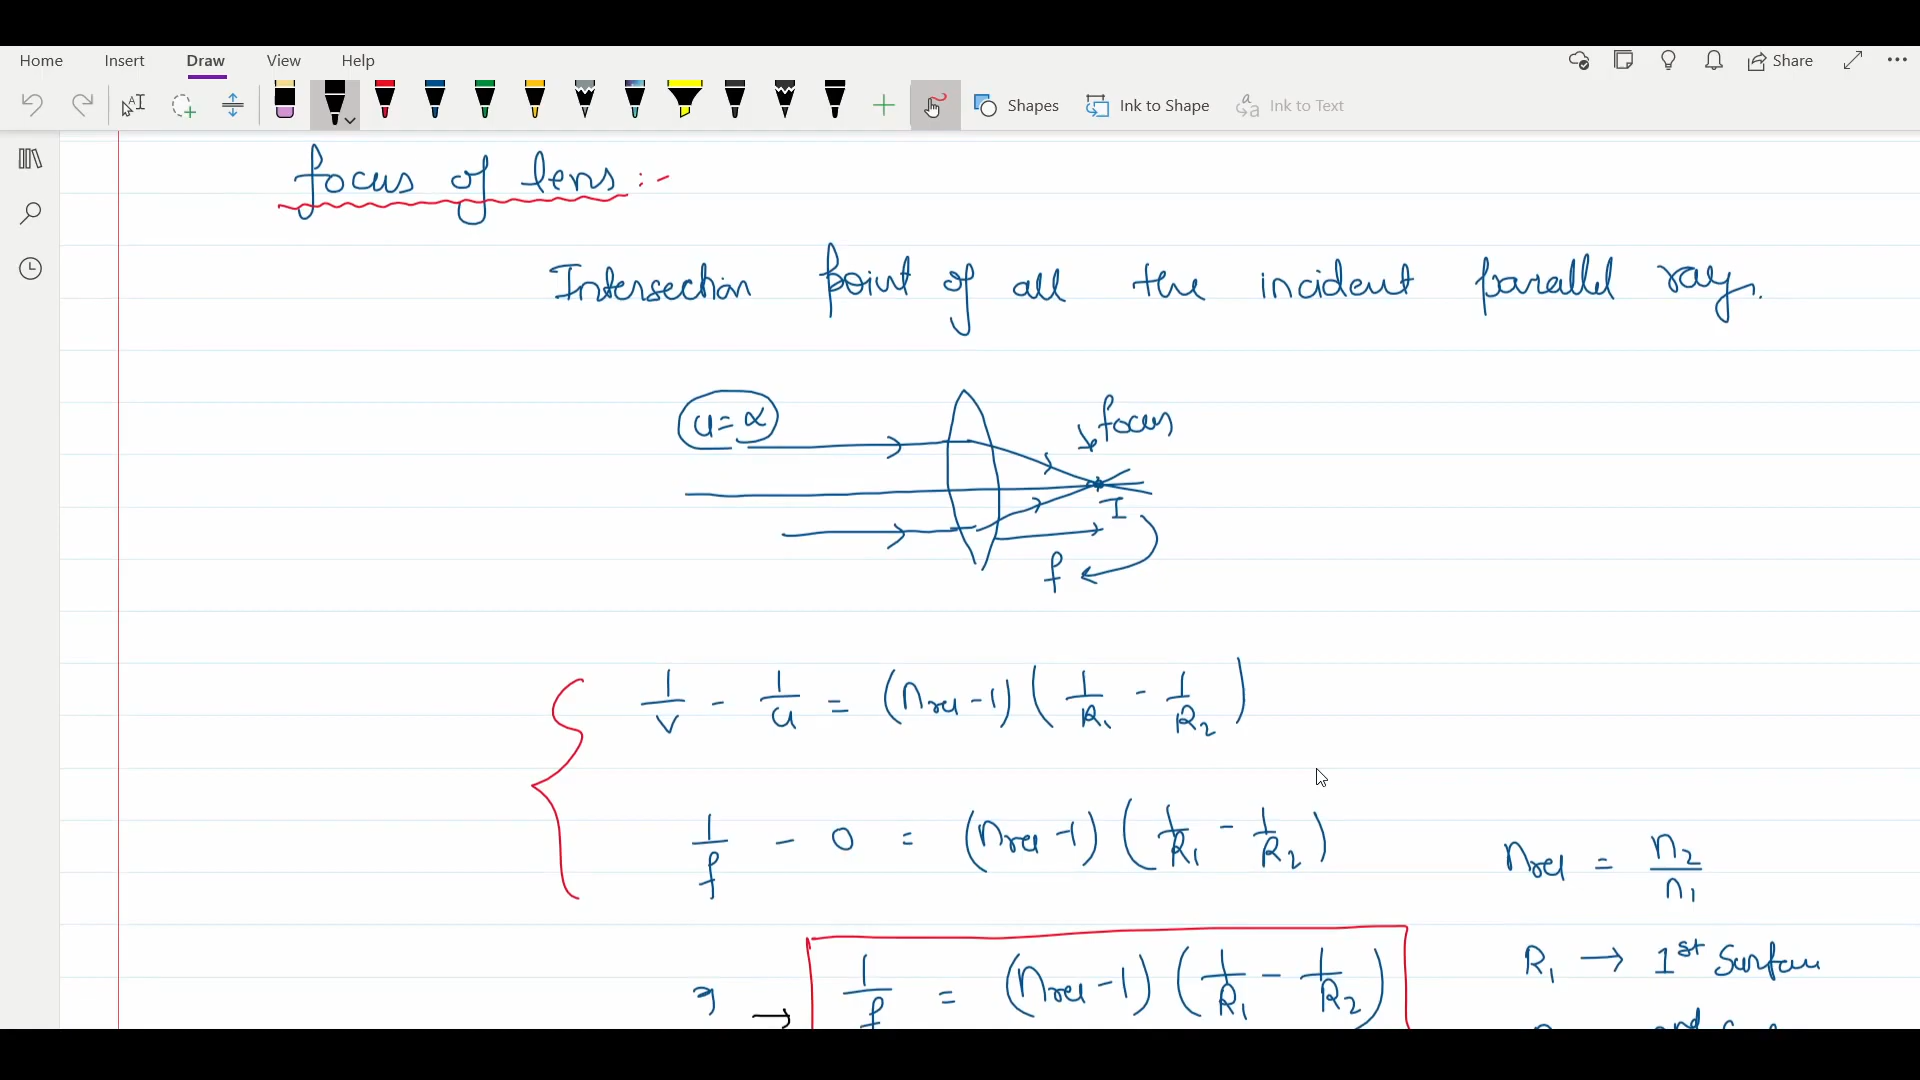 Home Insert Draw View Help
Share
Shapes Ink to Shape Ink to Text
focus of lens :-
Intersection point of all the incident parallel rays.
u = α
focus
I
f
1/v - 1/u = (nrel - 1) (1/R1 - 1/R2)
1/f - 0 = (nrel - 1) (1/R1 - 1/R2)
nrel = n2/n1
R1 → 1st Surface
→ 1/f = (nrel - 1) (1/R1 - 1/R2)